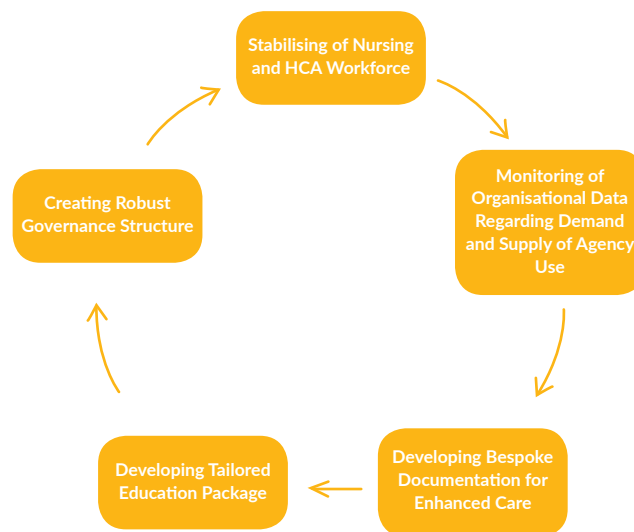 Stabilising of Nursing
and HCA Workforce
Monitoring of
Organisational Data
Regarding Demand
and Supply of Agency
Use
Developing Bespoke
Documentation for
Enhanced Care
Developing Tailored
Education Package
Creating Robust
Governance Structure